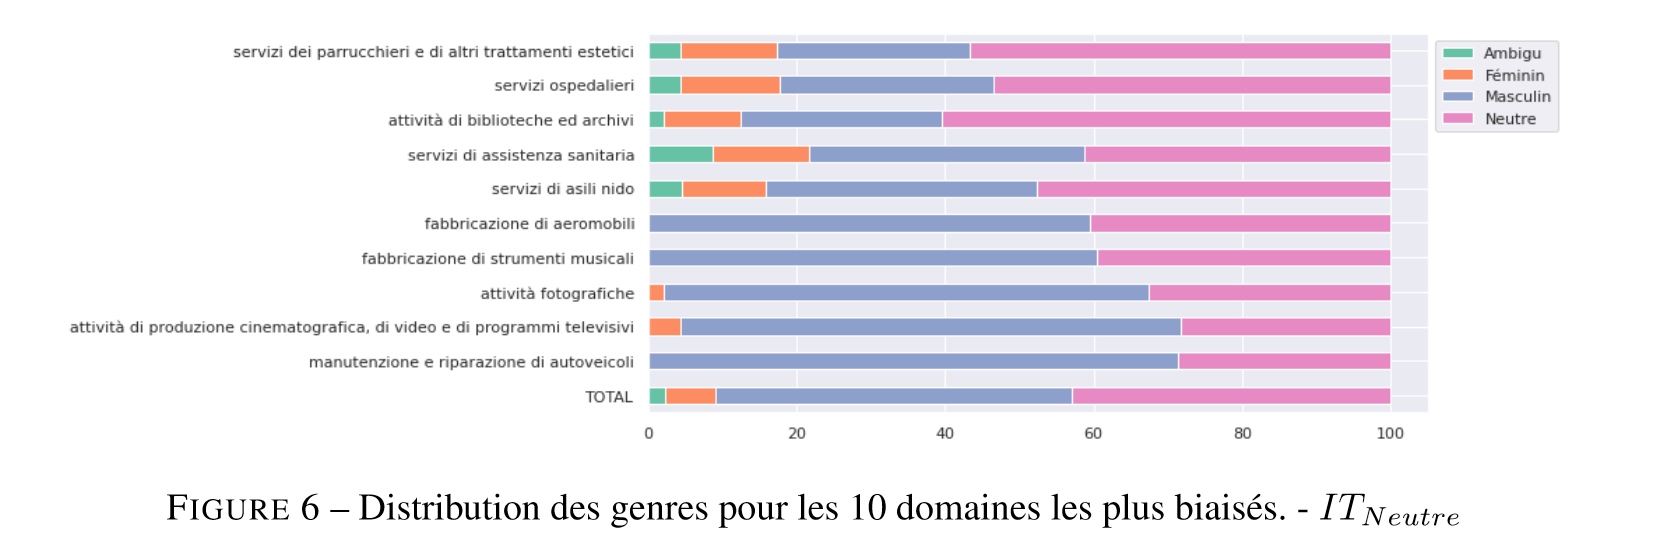 servizi dei parrucchieri e di altri trattamenti estetici
servizi ospedalieri
attività di biblioteche ed archivi
servizi di assistenza sanitaria
servizi di asili nido
fabbricazione di aeromobili
fabbricazione di strumenti musicali
attività fotografiche
attività di produzione cinematografica, di video e di programmi televisivi
manutenzione e riparazione di autoveicoli
TOTAL
0 20 40 60 80 100
Ambigu
Féminin
Masculin
Neutre
FIGURE 6 – Distribution des genres pour les 10 domaines les plus biaisés. - IT_Neutre